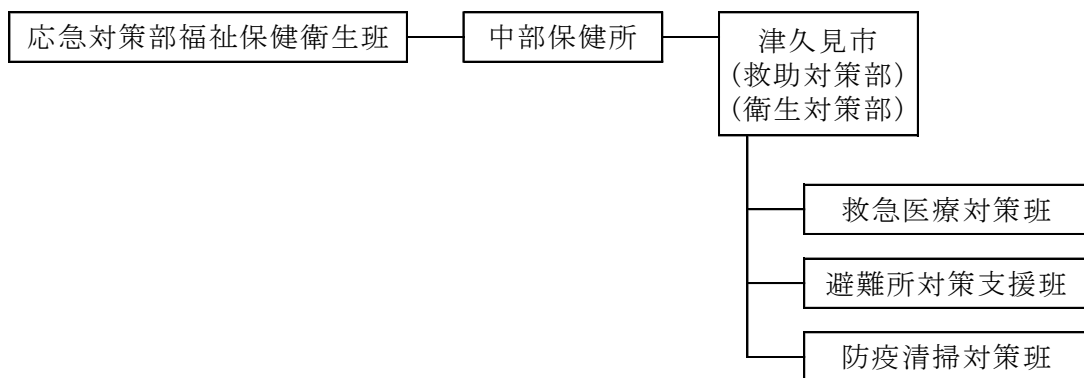 応急対策部福祉保健衛生班
中部保健所
津久見市
(救助対策部)
(衛生対策部)
救急医療対策班
避難所対策支援班
防疫清掃対策班